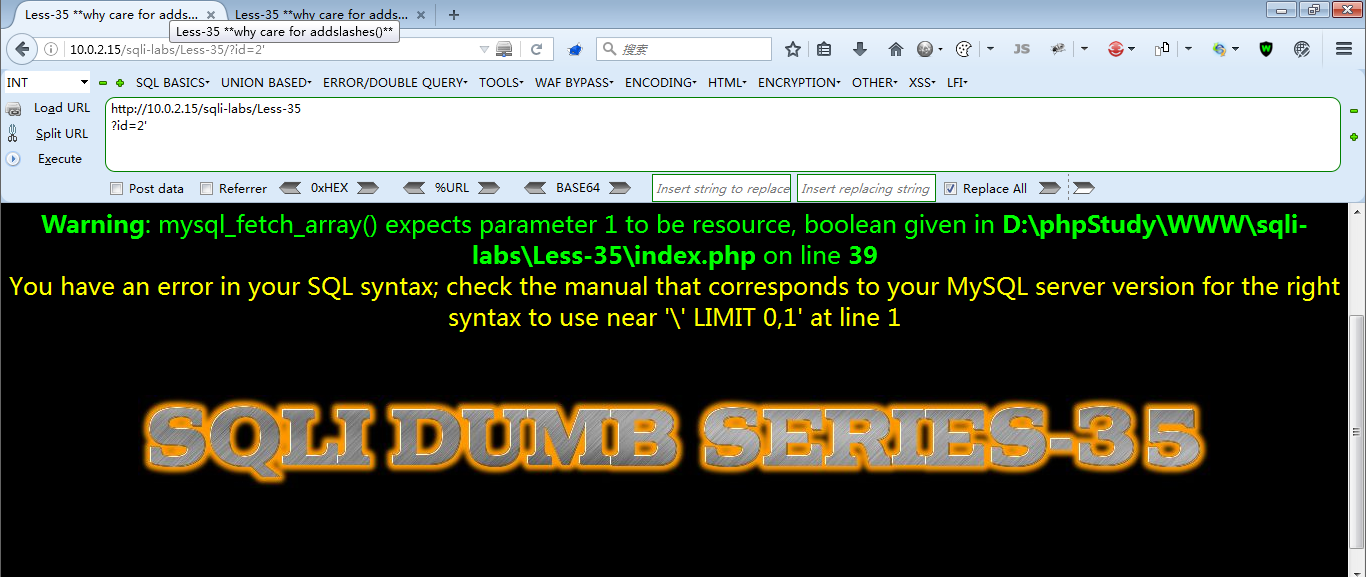 Less-35 **why care for adds...
Less-35 **why care for adds...
Less-35 **why care for addslashes()**
10.0.2.15/sqli-labs/Less-35/?id=2'
搜索
JS
INT
SQL BASICS
UNION BASED
ERROR/DOUBLE QUERY
TOOLS
WAF BYPASS
ENCODING
HTML
ENCRYPTION
OTHER
XSS
LFI
Load URL
Split URL
Execute
http://10.0.2.15/sqli-labs/Less-35
?id=2'
Post data
Referrer
0xHEX
%URL
BASE64
Insert string to replace
Insert replacing string
Replace All
Warning: mysql_fetch_array() expects parameter 1 to be resource, boolean given in D:\phpStudy\WWW\sqli-
labs\Less-35\index.php on line 39
You have an error in your SQL syntax; check the manual that corresponds to your MySQL server version for the right
syntax to use near '\' LIMIT 0,1' at line 1
SQLI DUMB SERIES-35